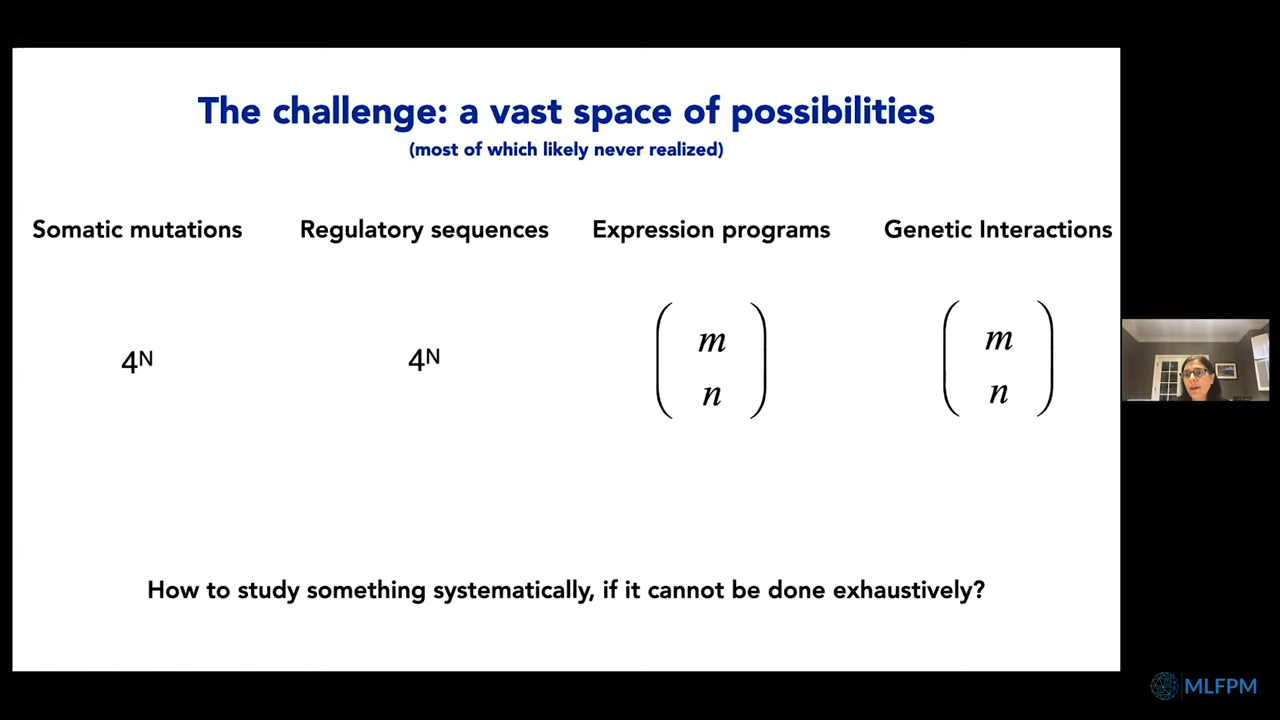 The challenge: a vast space of possibilities
(most of which likely never realized)
Somatic mutations
Regulatory sequences
Expression programs
Genetic Interactions
4ᴺ
4ᴺ
m
n
m
n
How to study something systematically, if it cannot be done exhaustively?
MLFPM